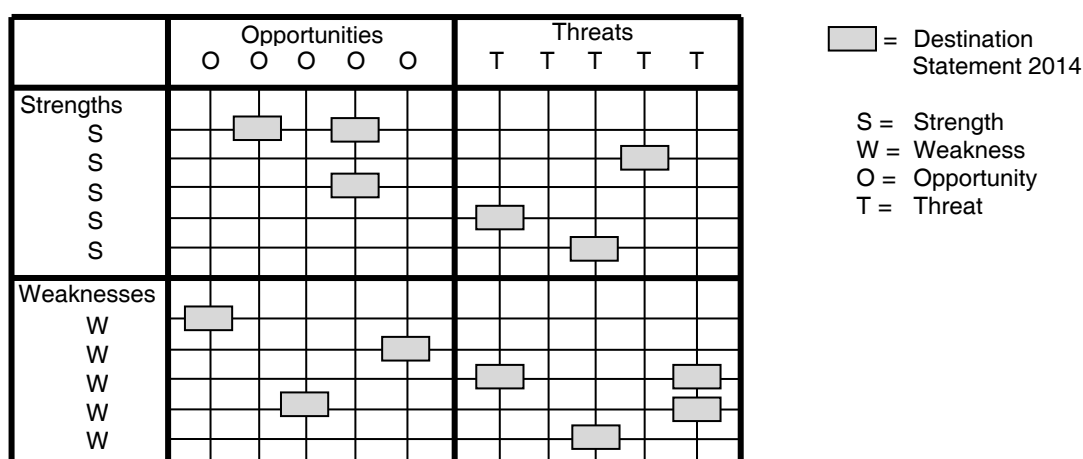 Opportunities Threats
O O O O O T T T T T
Strengths
S
S
S
S
S
Weaknesses
W
W
W
W
W
= Destination
Statement 2014
S = Strength
W = Weakness
O = Opportunity
T = Threat